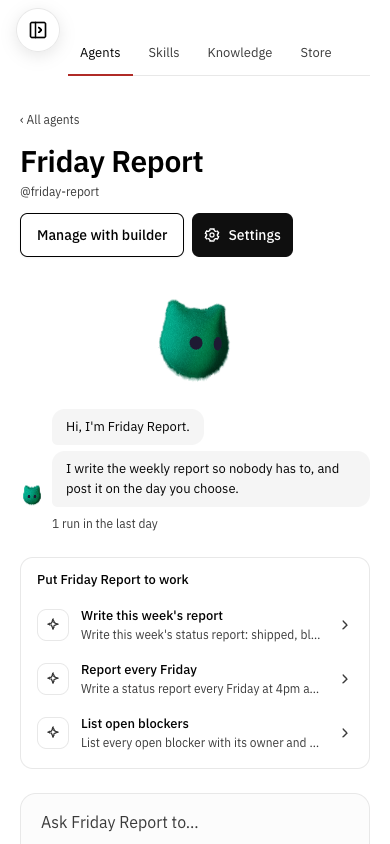 Agents Skills Knowledge Store
‹ All agents
Friday Report
@friday-report
Manage with builder Settings
Hi, I'm Friday Report.
I write the weekly report so nobody has to, and
post it on the day you choose.
1 run in the last day
Put Friday Report to work
Write this week's report
Write this week's status report: shipped, bl...
Report every Friday
Write a status report every Friday at 4pm a...
List open blockers
List every open blocker with its owner and ...
Ask Friday Report to...